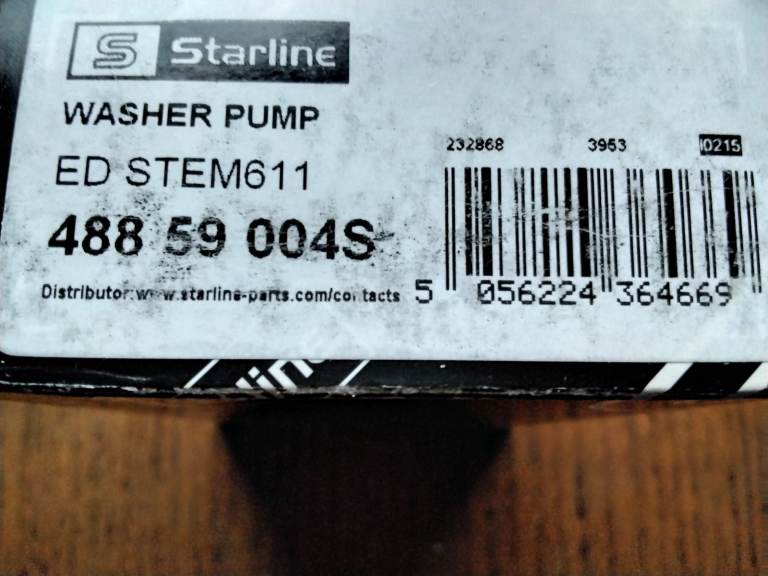 S Starline
WASHER PUMP
ED STEM611
488 59 004S
Distributor:www.starline-parts.com/contacts
232868 3953 I0215
5 056224 364669
line